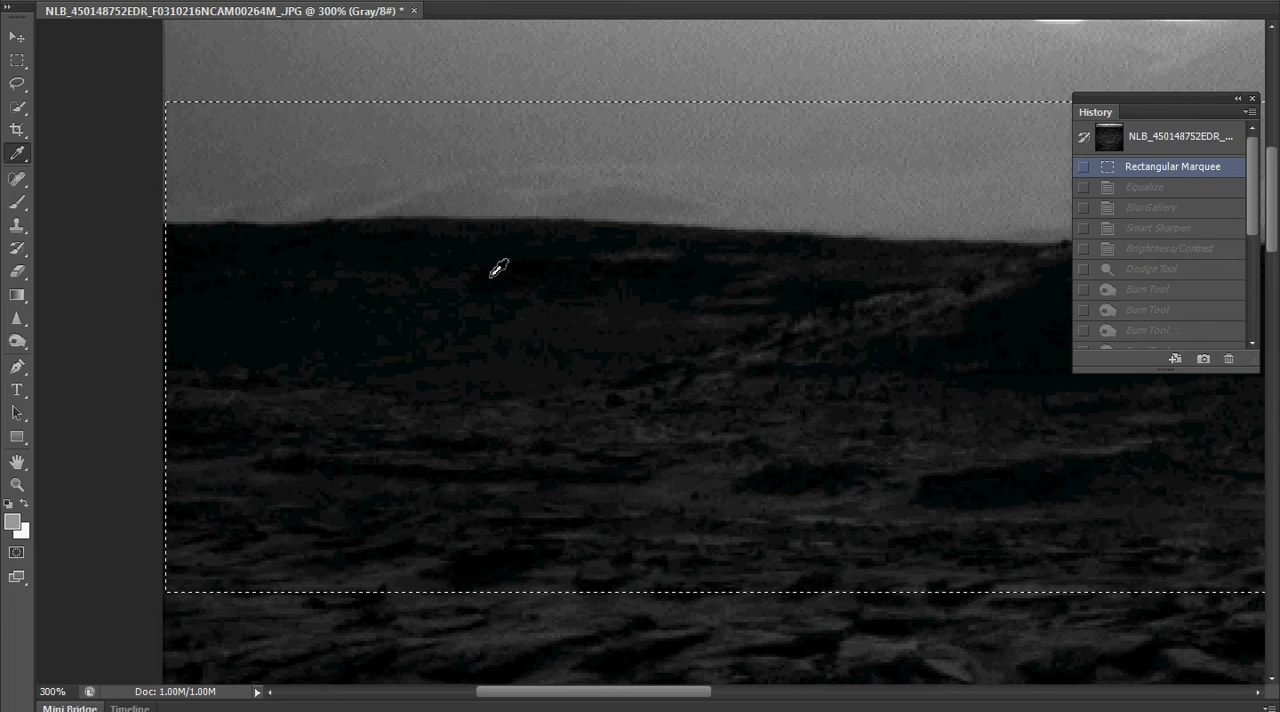 NLB_450148752EDR_F0310216NCAM00264M_.JPG @ 300% (Gray/8#) * ×
History
NLB_450148752EDR_...
Rectangular Marquee
Equalize
Blur Gallery
Smart Sharpen
Brightness/Contrast
Dodge Tool
Burn Tool
Burn Tool
Burn Tool
300%
Doc: 1.00M/1.00M
Mini Bridge
Timeline